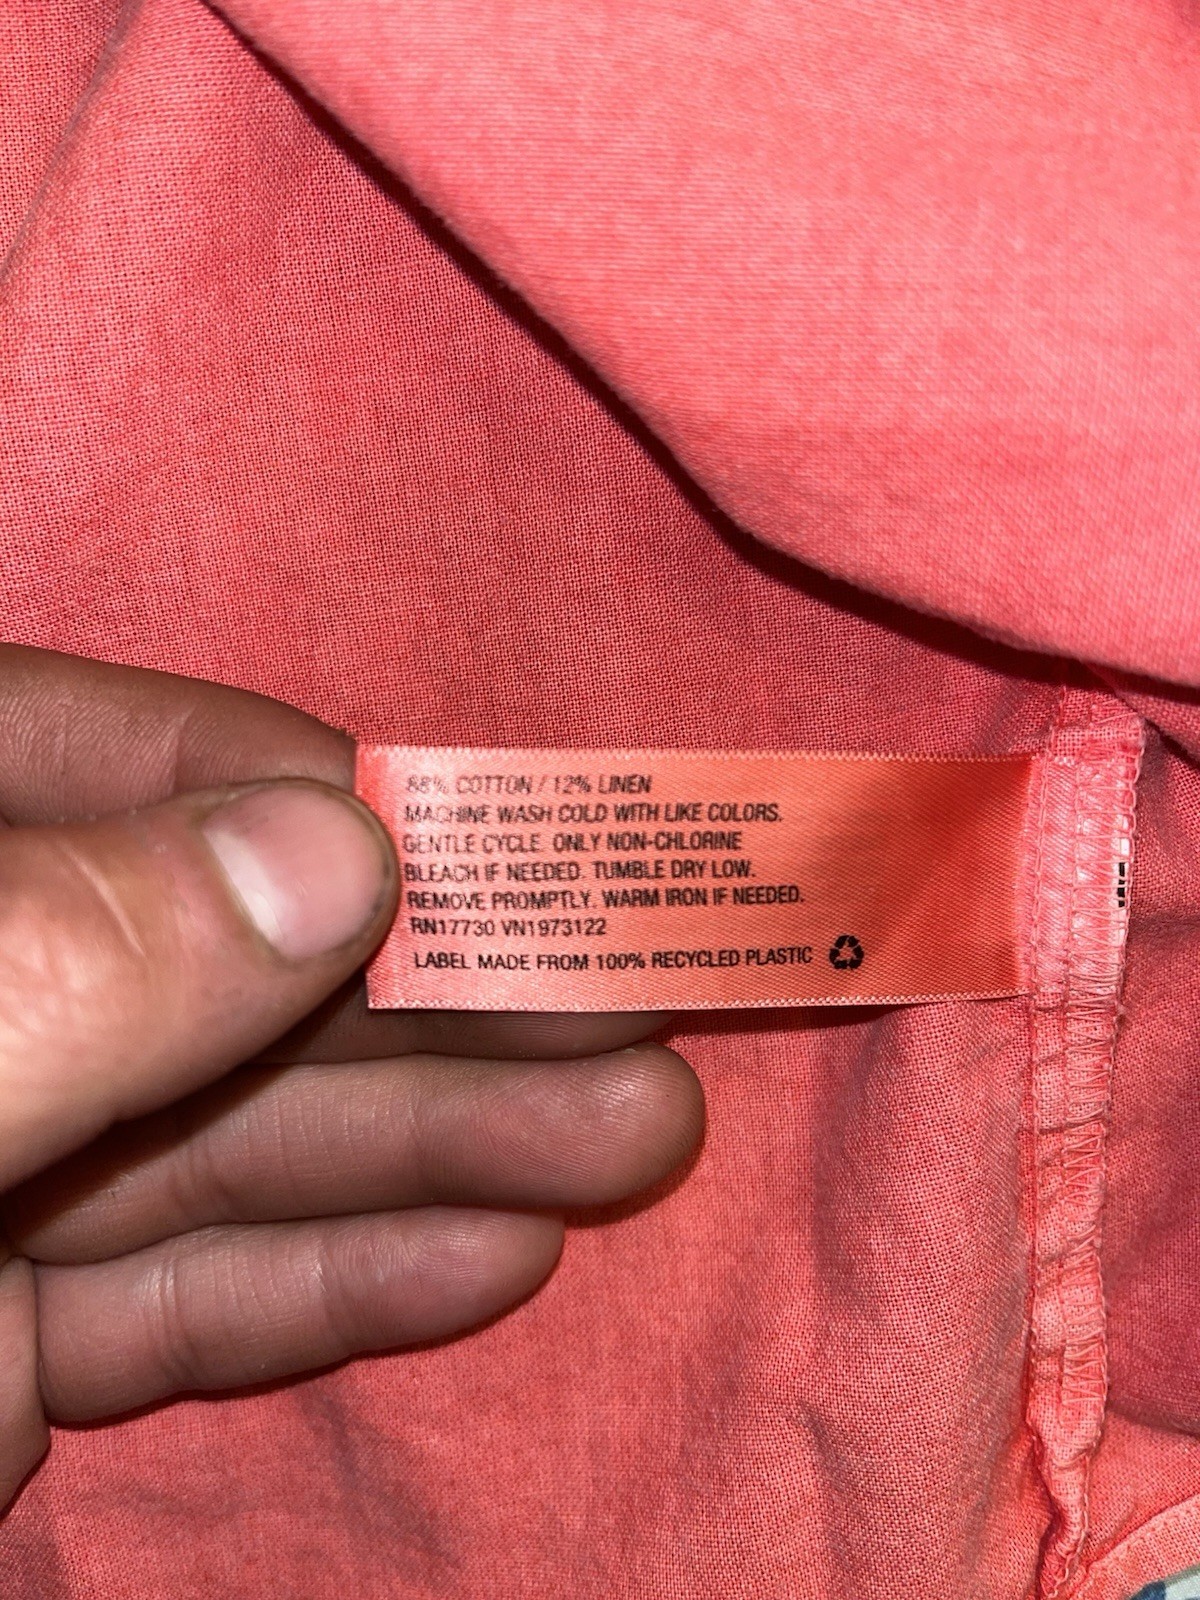 88% COTTON / 12% LINEN
MACHINE WASH COLD WITH LIKE COLORS.
GENTLE CYCLE. ONLY NON-CHLORINE
BLEACH IF NEEDED. TUMBLE DRY LOW.
REMOVE PROMPTLY. WARM IRON IF NEEDED.
RN17730 VN1973122
LABEL MADE FROM 100% RECYCLED PLASTIC